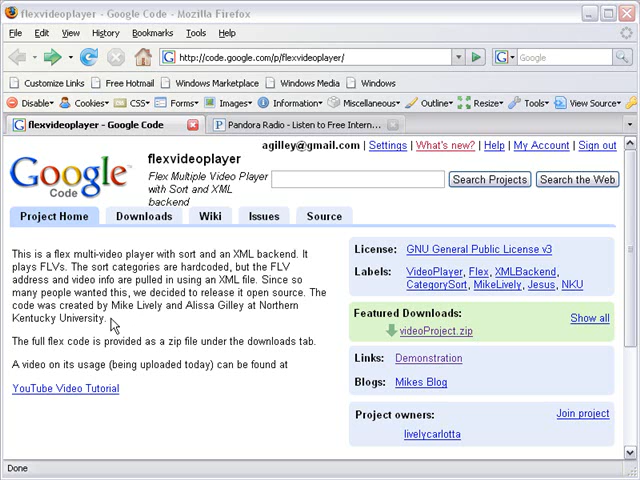 flexvideoplayer - Google Code - Mozilla Firefox
File Edit View History Bookmarks Tools Help
http://code.google.com/p/flexvideoplayer/
Google
Customize Links Free Hotmail Windows Marketplace Windows Media Windows
Disable Cookies CSS Forms Images Information Miscellaneous Outline Resize Tools View Source
flexvideoplayer - Google Code
Pandora Radio - Listen to Free Intern...
agilley@gmail.com | Settings | What's new? | Help | My Account | Sign out
Google
Code
flexvideoplayer
Flex Multiple Video Player
with Sort and XML
backend
Search Projects
Search the Web
Project Home Downloads Wiki Issues Source
This is a flex multi-video player with sort and an XML backend. It
plays FLVs. The sort categories are hardcoded, but the FLV
address and video info are pulled in using an XML file. Since so
many people wanted this, we decided to release it open source. The
code was created by Mike Lively and Alissa Gilley at Northern
Kentucky University.
The full flex code is provided as a zip file under the downloads tab.
A video on its usage (being uploaded today) can be found at
YouTube Video Tutorial
License: GNU General Public License v3
Labels: VideoPlayer, Flex, XMLBackend,
CategorySort, MikeLively, Jesus, NKU
Featured Downloads: Show all
videoProject.zip
Links: Demonstration
Blogs: Mikes Blog
Project owners: Join project
livelycarlotta
Done